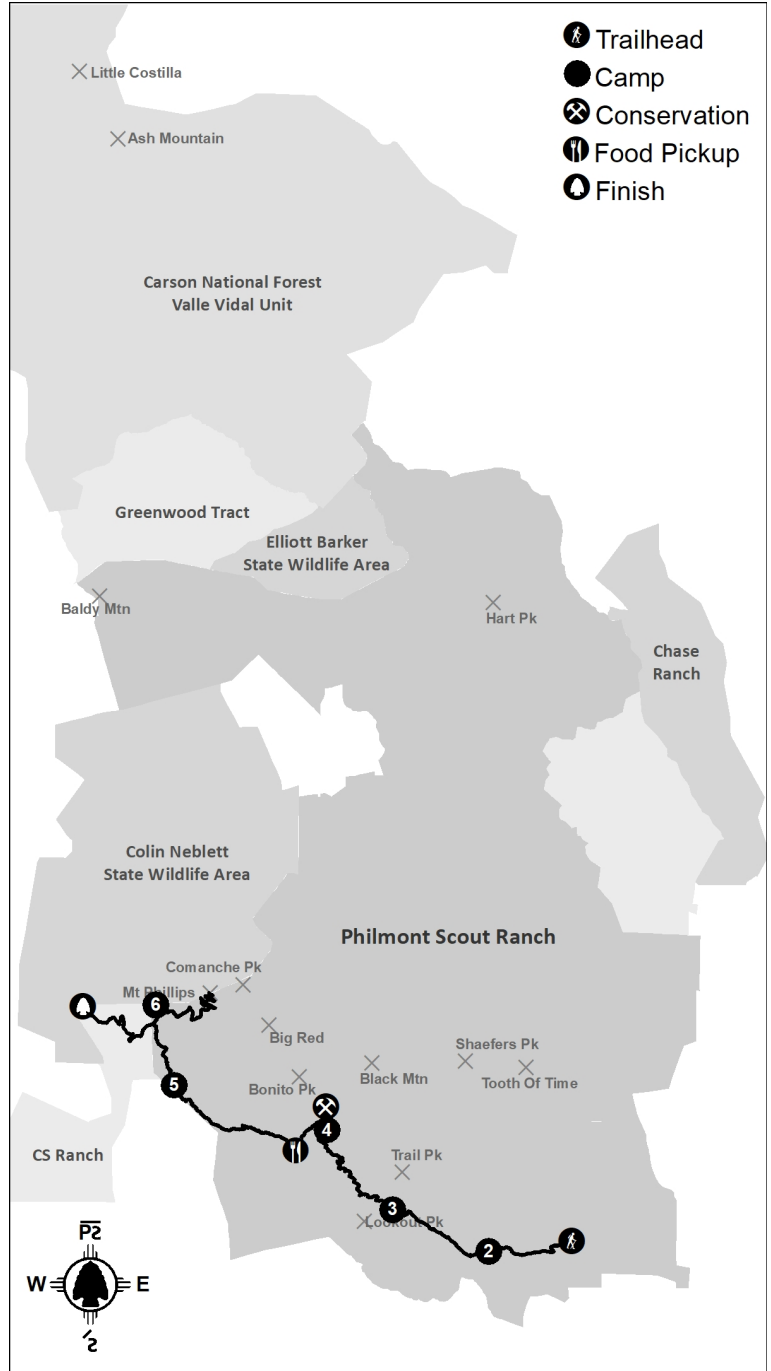 Trailhead
Camp
Conservation
Food Pickup
Finish
Little Costilla
Ash Mountain
Carson National Forest
Valle Vidal Unit
Greenwood Tract
Elliott Barker
State Wildlife Area
Baldy Mtn
Hart Pk
Chase
Ranch
Colin Neblett
State Wildlife Area
Philmont Scout Ranch
Comanche Pk
Mt Phillips
6
Big Red
Shaefers Pk
Black Mtn
Tooth Of Time
Bonito Pk
5
4
CS Ranch
Trail Pk
3
Lookout Pk
2
W
E